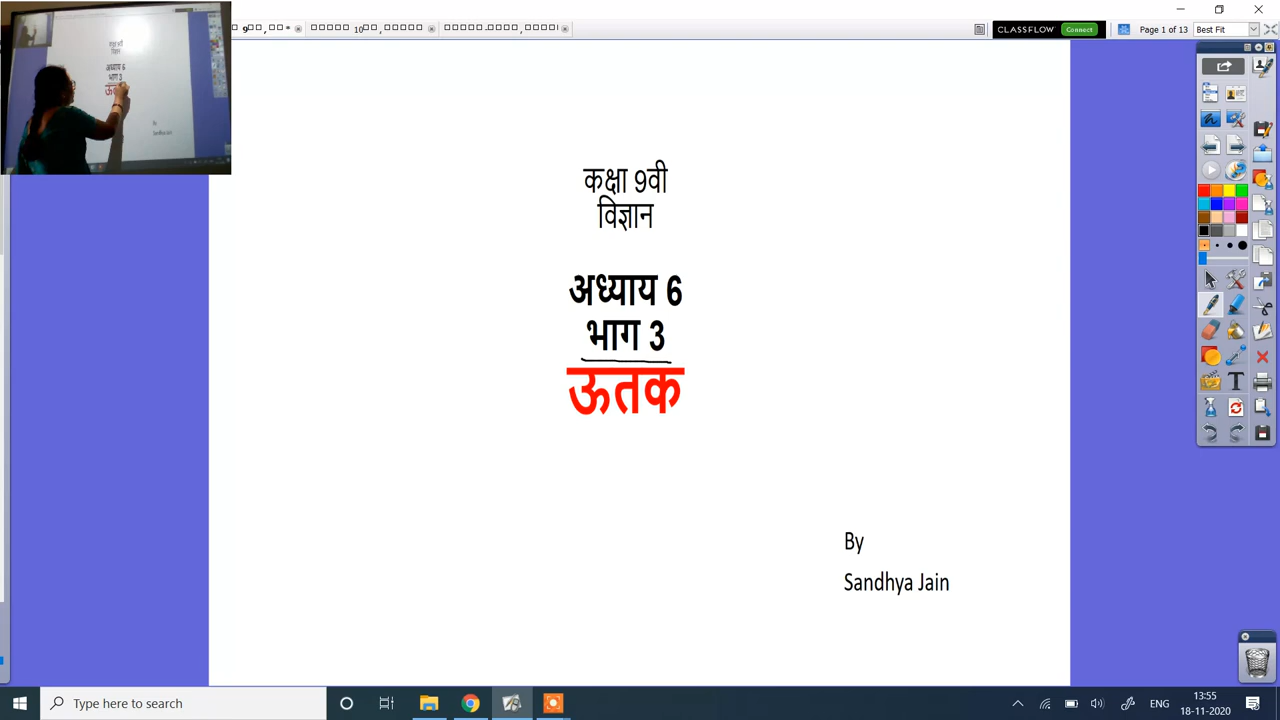 CLASSFLOW Connect
Page 1 of 13
Best Fit
कक्षा 9वी
विज्ञान
अध्याय 6
भाग 3
ऊतक
By
Sandhya Jain
Type here to search
ENG
13:55
18-11-2020